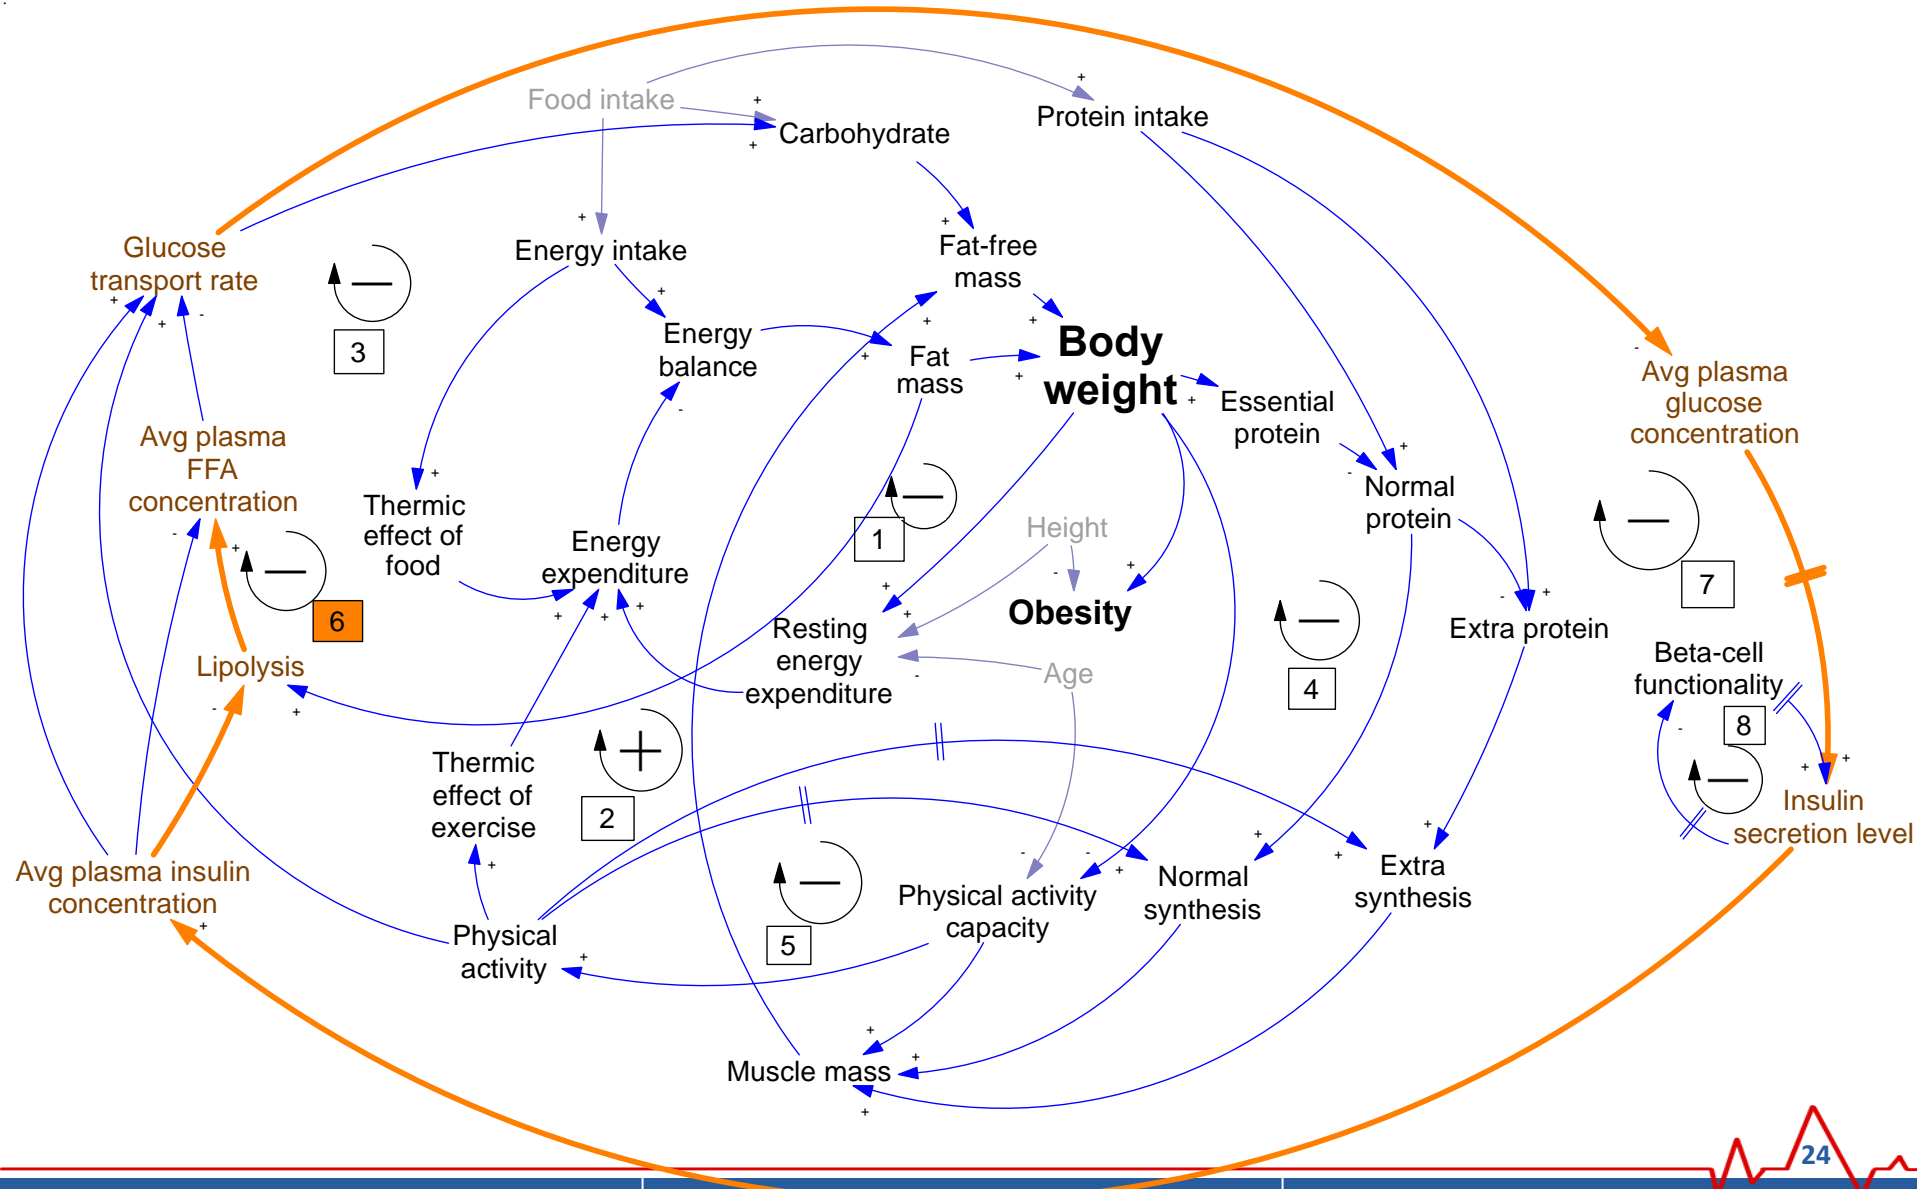 Food intake
Protein intake
Carbohydrate
Glucose
transport rate
Energy intake
Fat-free
mass
3
Energy
balance
Fat
mass
Body
weight
Essential
protein
Avg plasma
glucose
concentration
Avg plasma
FFA
concentration
Thermic
effect of
food
Energy
expenditure
1
Height
Normal
protein
7
6
Obesity
Resting
energy
expenditure
Extra protein
Lipolysis
Age
4
Beta-cell
functionality
8
Thermic
effect of
exercise
2
Insulin
secretion level
Avg plasma insulin
concentration
Physical activity
capacity
Normal
synthesis
Extra
synthesis
Physical
activity
5
Muscle mass
24